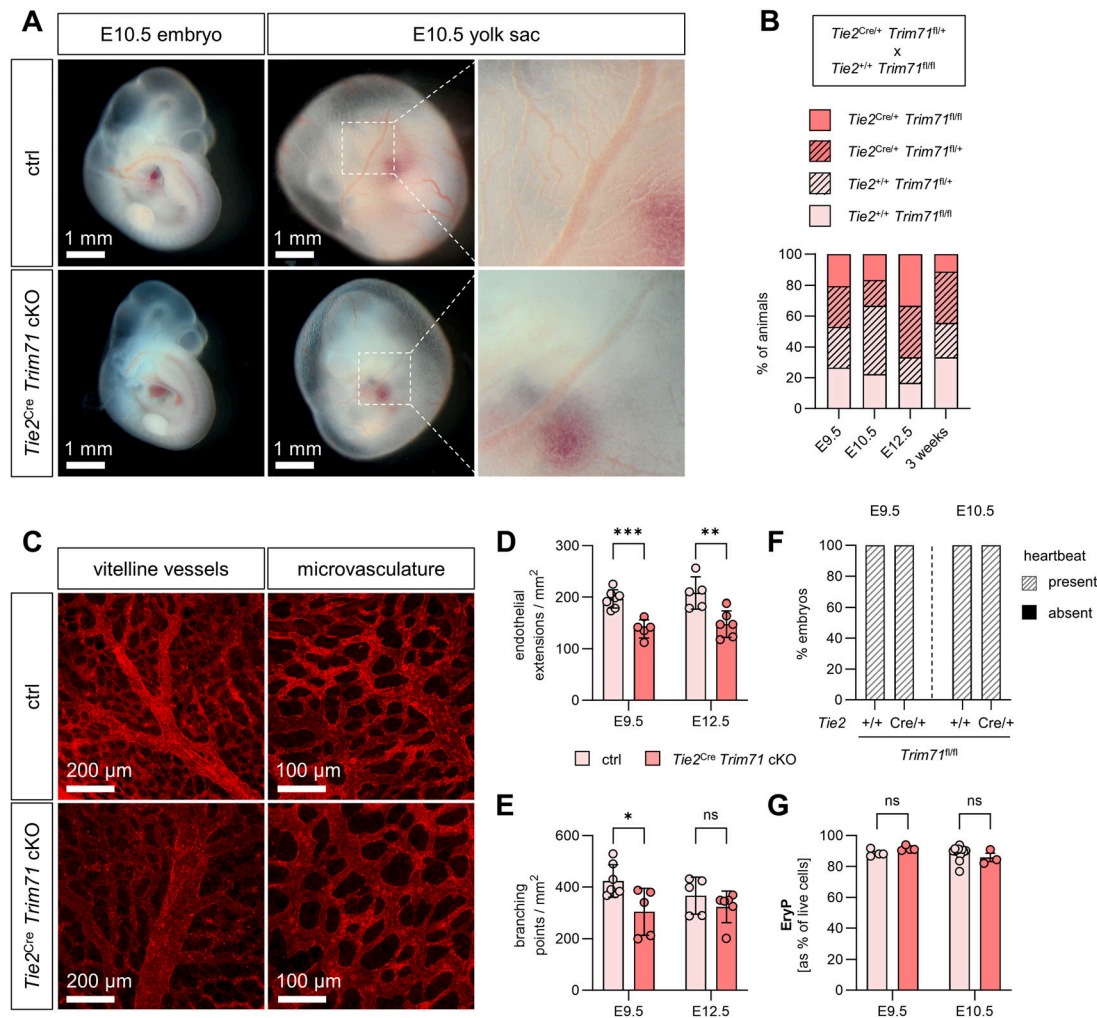 A
E10.5 embryo
E10.5 yolk sac
ctrl
1 mm
1 mm
Tie2Cre Trim71 cKO
1 mm
1 mm
B
Tie2Cre/+ Trim71fl/+
x
Tie2+/+ Trim71fl/fl
Tie2Cre/+ Trim71fl/fl
Tie2Cre/+ Trim71fl/+
Tie2+/+ Trim71fl/+
Tie2+/+ Trim71fl/fl
% of animals
100
80
60
40
20
0
E9.5
E10.5
E12.5
3 weeks
C
vitelline vessels
microvasculature
ctrl
200 µm
100 µm
Tie2Cre Trim71 cKO
200 µm
100 µm
D
endothelial
extensions / mm2
300
200
100
0
***
**
E9.5
E12.5
ctrl
Tie2Cre Trim71 cKO
E
branching
points / mm2
600
400
200
0
*
ns
E9.5
E12.5
F
E9.5
E10.5
% embryos
100
80
60
40
20
0
heartbeat
present
absent
Tie2
+/+
Cre/+
+/+
Cre/+
Trim71fl/fl
G
EryP
[as % of live cells]
100
80
60
40
20
0
ns
ns
E9.5
E10.5